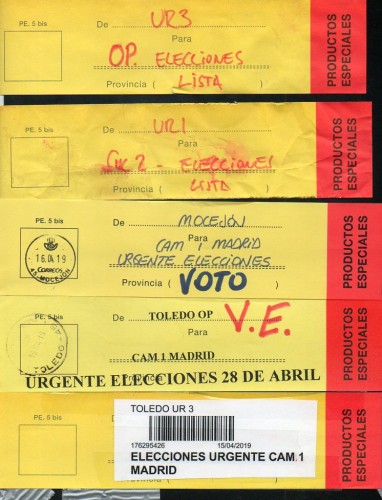 PE. 5 bis
De UR3
Para
OP. ELECCIONES
Provincia ( LISTA
PRODUCTOS ESPECIALES
PE. 5 bis
De UR1
Para
ELECCIONES
Provincia ( LISTA
PRODUCTOS ESPECIALES
PE. 5 bis
De MOCEJÓN
Para
CAM 1 MADRID
URGENTE ELECCIONES
Provincia ( VOTO
16.04.19
CORREOS
MOCEJÓN
PRODUCTOS ESPECIALES
PE. 5 bis
De TOLEDO OP
V.E.
Para
CAM 1 MADRID
URGENTE ELECCIONES 28 DE ABRIL
TOLEDO
PRODUCTOS ESPECIALES
PE. 5 bis
TOLEDO UR 3
176295426 15/04/2019
ELECCIONES URGENTE CAM.1
MADRID
Provincia (
PRODUCTOS ESPECIALES